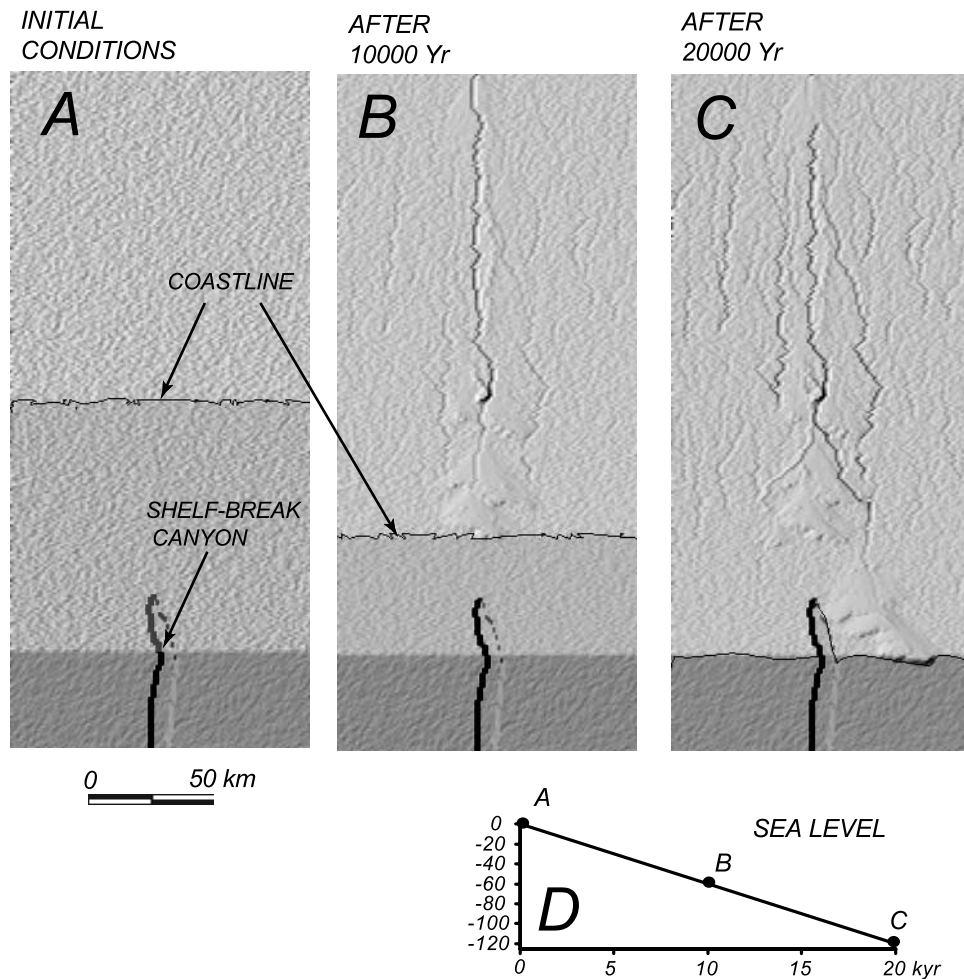 INITIAL
CONDITIONS
AFTER
10000 Yr
AFTER
20000 Yr
A
B
C
COASTLINE
SHELF-BREAK
CANYON
0 50 km
A
SEA LEVEL
0
-20
-40
-60
-80
-100
-120
B
D
C
0 5 10 15 20 kyr